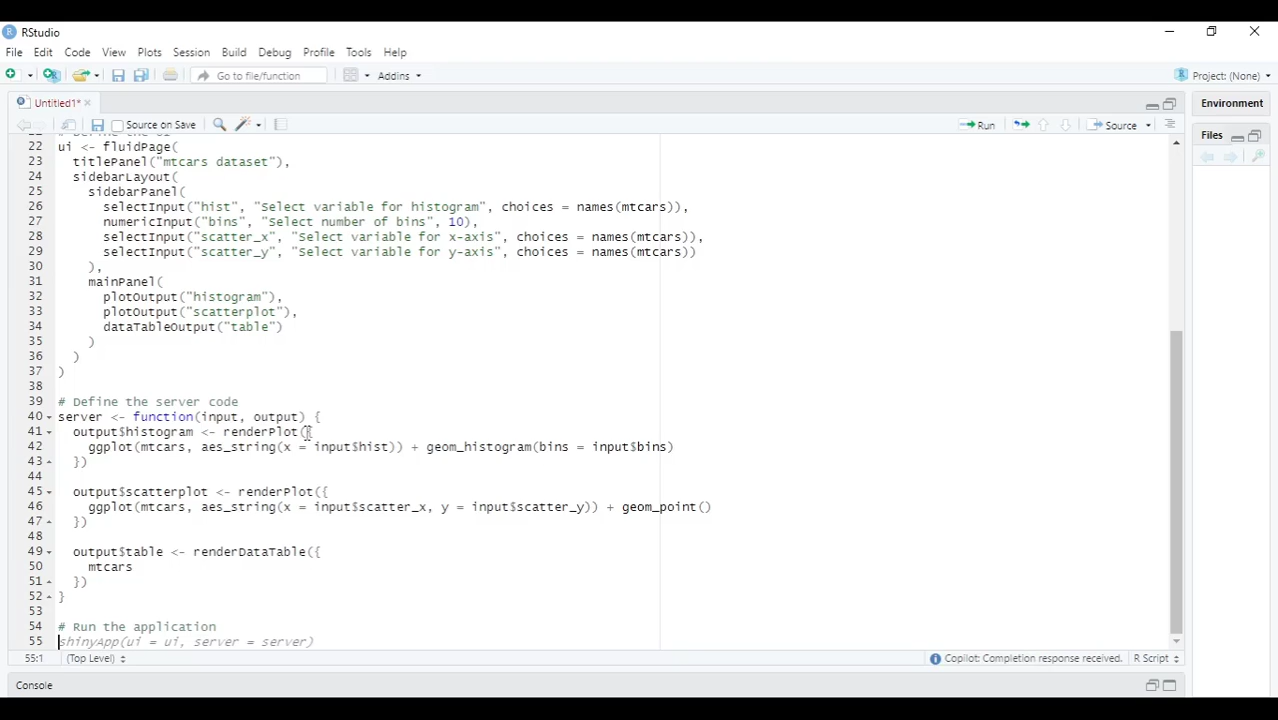 RStudio
File Edit Code View Plots Session Build Debug Profile Tools Help
Go to file/function Addins Project: (None)
Untitled1* Environment
Source on Save Run Source Files
22 ui <- fluidPage(
23 titlePanel("mtcars dataset"),
24 sidebarLayout(
25 sidebarPanel(
26 selectInput("hist", "Select variable for histogram", choices = names(mtcars)),
27 numericInput("bins", "Select number of bins", 10),
28 selectInput("scatter_x", "Select variable for x-axis", choices = names(mtcars)),
29 selectInput("scatter_y", "Select variable for y-axis", choices = names(mtcars))
30 ),
31 mainPanel(
32 plotOutput("histogram"),
33 plotOutput("scatterplot"),
34 dataTableOutput("table")
35 )
36 )
37 )
38
39 # Define the server code
40 server <- function(input, output) {
41 output$histogram <- renderPlot({
42 ggplot(mtcars, aes_string(x = input$hist)) + geom_histogram(bins = input$bins)
43 })
44
45 output$scatterplot <- renderPlot({
46 ggplot(mtcars, aes_string(x = input$scatter_x, y = input$scatter_y)) + geom_point()
47 })
48
49 output$table <- renderDataTable({
50 mtcars
51 })
52 }
53
54 # Run the application
55 shinyApp(ui = ui, server = server)
55:1 (Top Level) Copilot: Completion response received. R Script
Console